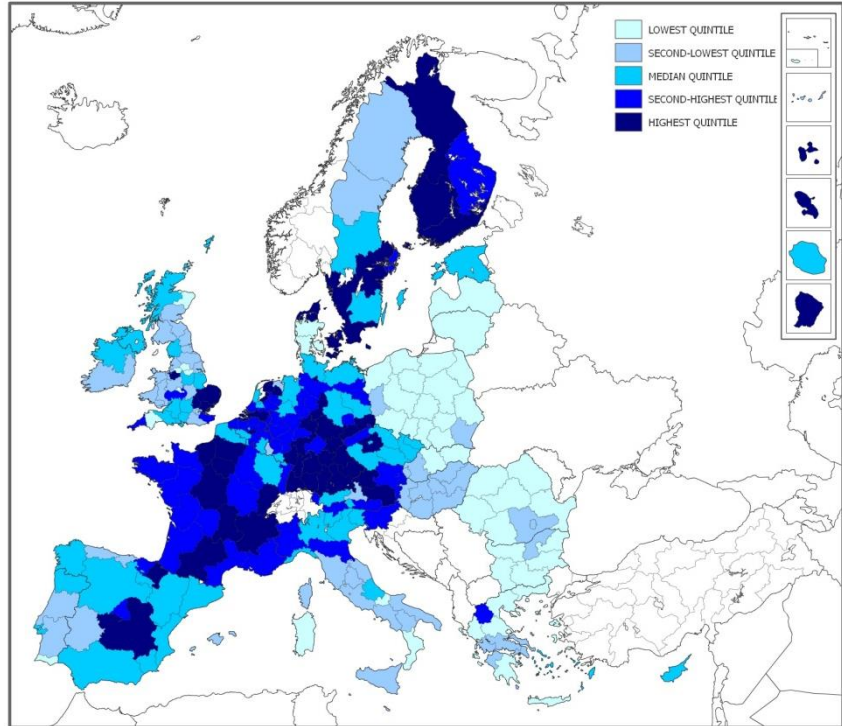 LOWEST QUINTILE
SECOND-LOWEST QUINTILE
MEDIAN QUINTILE
SECOND-HIGHEST QUINTILE
HIGHEST QUINTILE